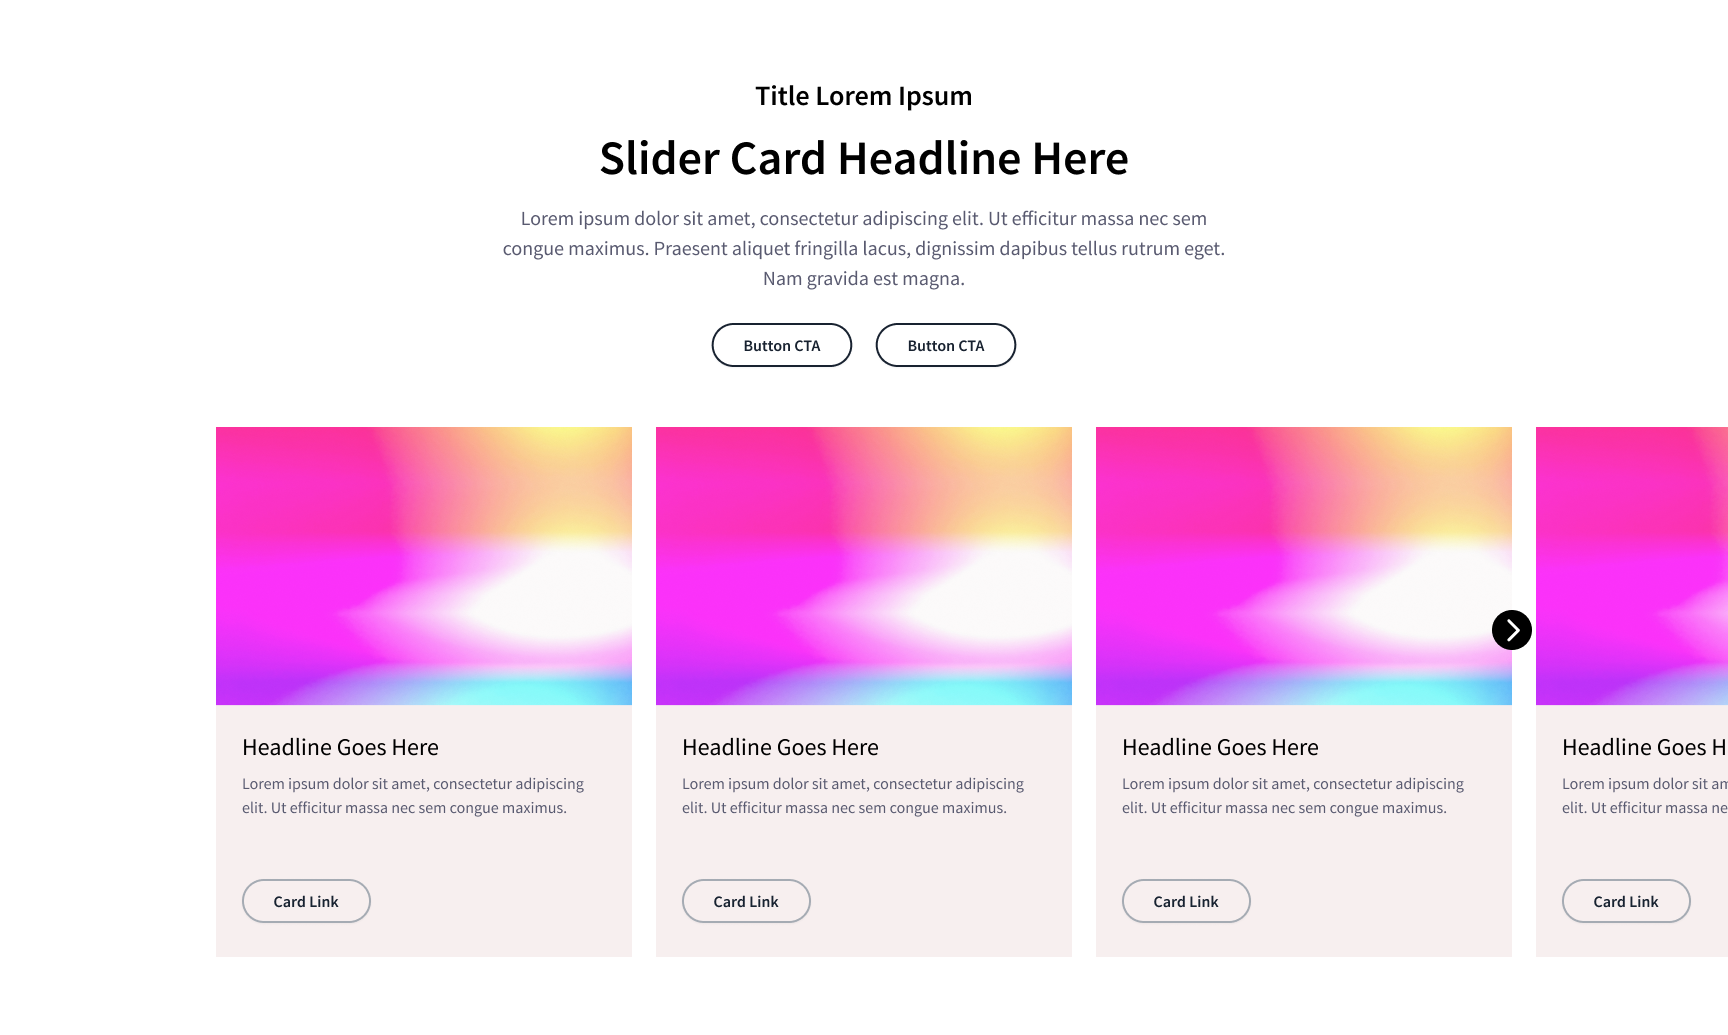 Title Lorem Ipsum
Slider Card Headline Here
Lorem ipsum dolor sit amet, consectetur adipiscing elit. Ut efficitur massa nec sem
congue maximus. Praesent aliquet fringilla lacus, dignissim dapibus tellus rutrum eget.
Nam gravida est magna.
Button CTA
Button CTA
Headline Goes Here
Lorem ipsum dolor sit amet, consectetur adipiscing
elit. Ut efficitur massa nec sem congue maximus.
Card Link
Headline Goes Here
Lorem ipsum dolor sit amet, consectetur adipiscing
elit. Ut efficitur massa nec sem congue maximus.
Card Link
Headline Goes Here
Lorem ipsum dolor sit amet, consectetur adipiscing
elit. Ut efficitur massa nec sem congue maximus.
Card Link
Headline Goes
Lorem ipsum dolor sit
elit. Ut efficitur massa
Card Link